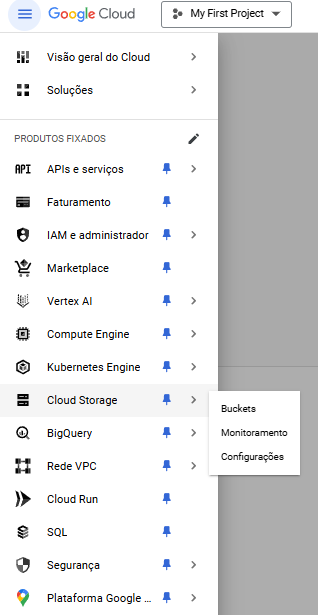 Google Cloud
My First Project
Visão geral do Cloud
Soluções
PRODUTOS FIXADOS
API APIs e serviços
Faturamento
IAM e administrador
Marketplace
Vertex AI
Compute Engine
Kubernetes Engine
Cloud Storage
Buckets
Monitoramento
Configurações
BigQuery
Rede VPC
Cloud Run
SQL
Segurança
Plataforma Google ...